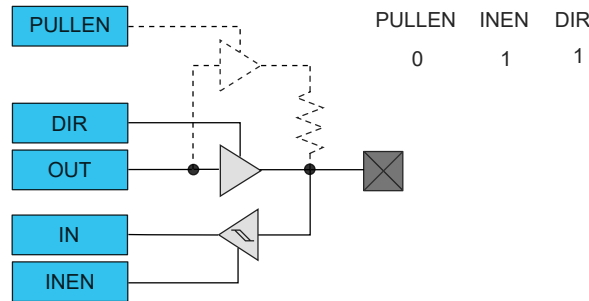 PULLEN
PULLEN INEN DIR
0 1 1
DIR
OUT
IN
INEN